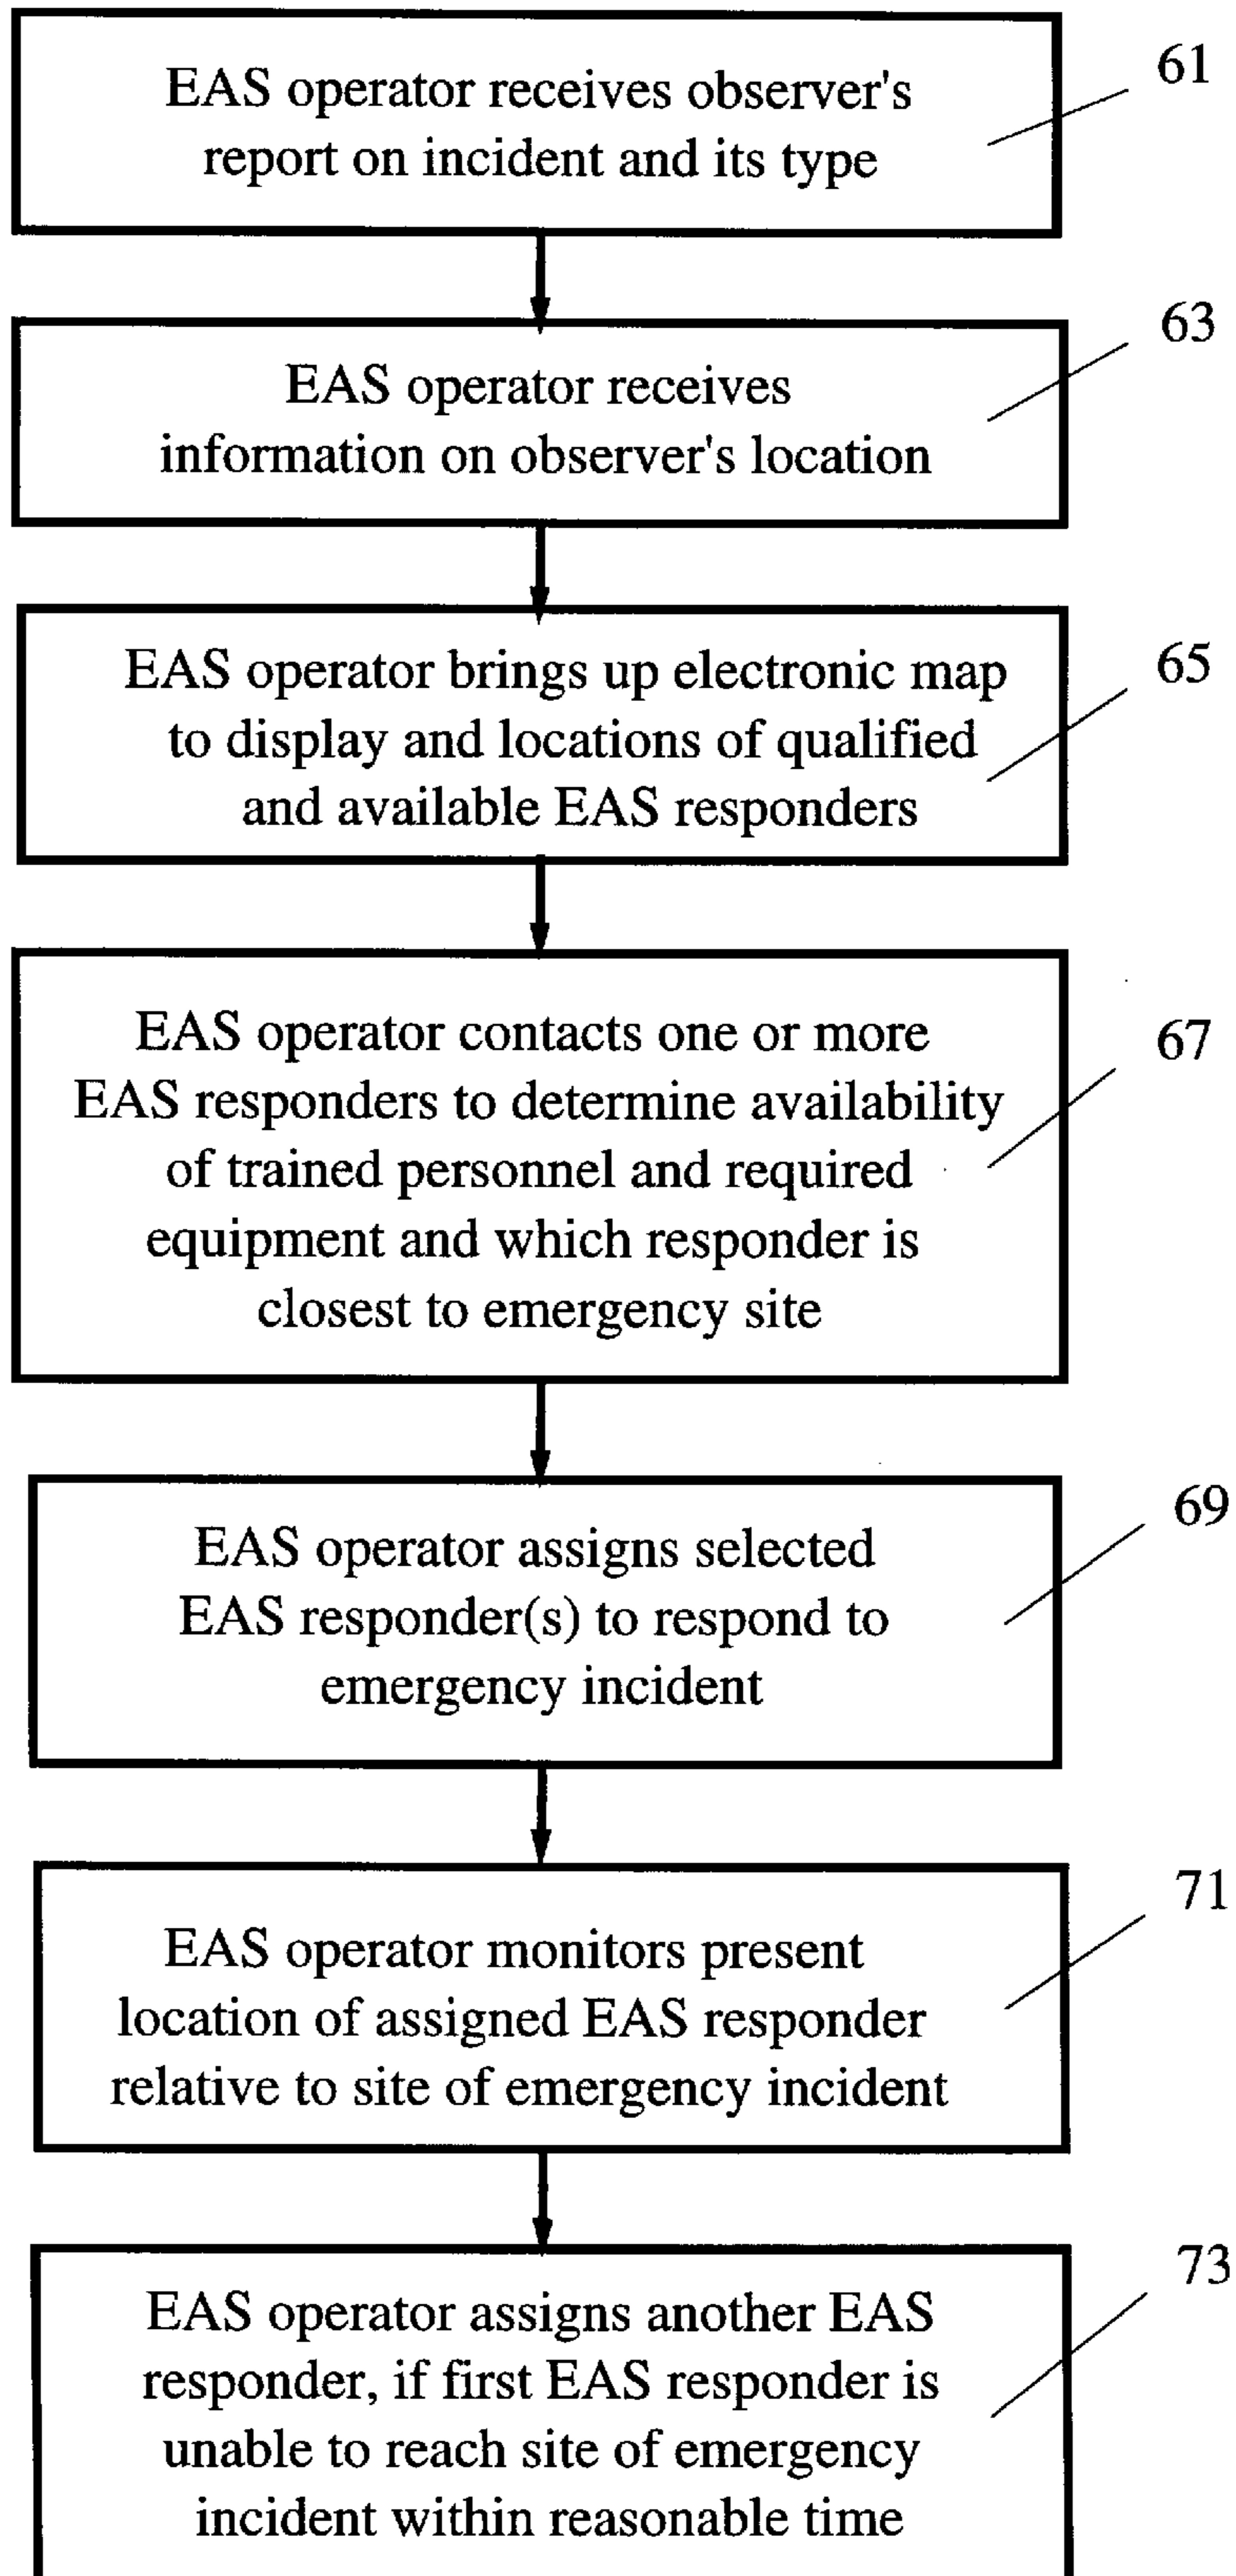 EAS operator receives observer's
report on incident and its type
61
EAS operator receives
information on observer's location
63
EAS operator brings up electronic map
to display and locations of qualified
and available EAS responders
65
EAS operator contacts one or more
EAS responders to determine availability
of trained personnel and required
equipment and which responder is
closest to emergency site
67
EAS operator assigns selected
EAS responder(s) to respond to
emergency incident
69
EAS operator monitors present
location of assigned EAS responder
relative to site of emergency incident
71
EAS operator assigns another EAS
responder, if first EAS responder is
unable to reach site of emergency
incident within reasonable time
73